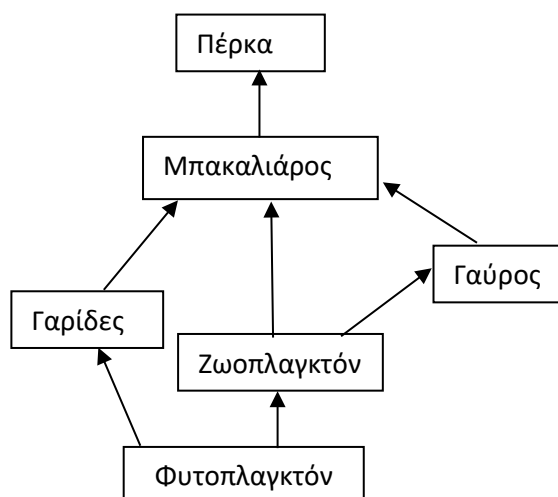 Πέρκα
Μπακαλιάρος
Γαύρος
Γαρίδες
Ζωοπλαγκτόν
Φυτοπλαγκτόν